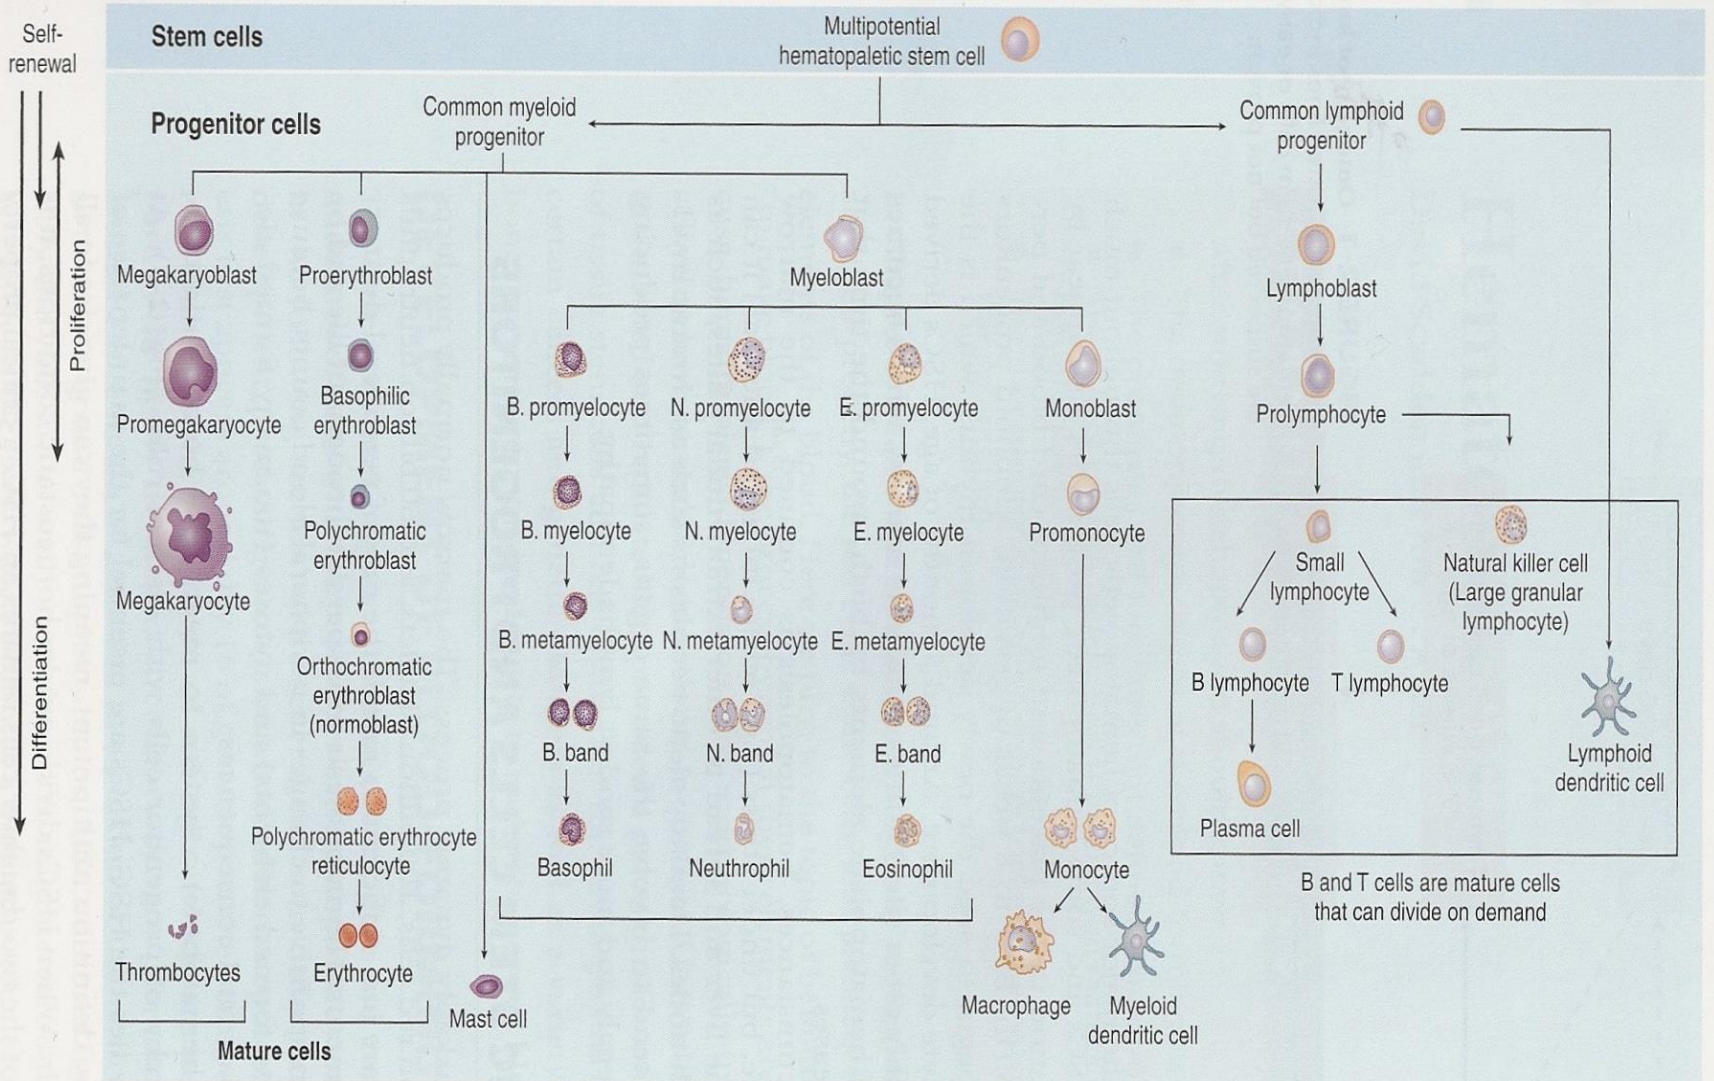 Self-
renewal
Proliferation
Differentiation
Stem cells
Multipotential
hematopaletic stem cell
Progenitor cells
Common myeloid
progenitor
Common lymphoid
progenitor
Megakaryoblast
Proerythroblast
Myeloblast
Lymphoblast
Promegakaryocyte
Basophilic
erythroblast
B. promyelocyte
N. promyelocyte
E. promyelocyte
Monoblast
Prolymphocyte
Megakaryocyte
Polychromatic
erythroblast
B. myelocyte
N. myelocyte
E. myelocyte
Promonocyte
Small
lymphocyte
Natural killer cell
(Large granular
lymphocyte)
Orthochromatic
erythroblast
(normoblast)
B. metamyelocyte
N. metamyelocyte
E. metamyelocyte
B lymphocyte
T lymphocyte
B. band
N. band
E. band
Lymphoid
dendritic cell
Polychromatic erythrocyte
reticulocyte
Basophil
Neuthrophil
Eosinophil
Monocyte
Plasma cell
B and T cells are mature cells
that can divide on demand
Thrombocytes
Erythrocyte
Mast cell
Macrophage
Myeloid
dendritic cell
Mature cells